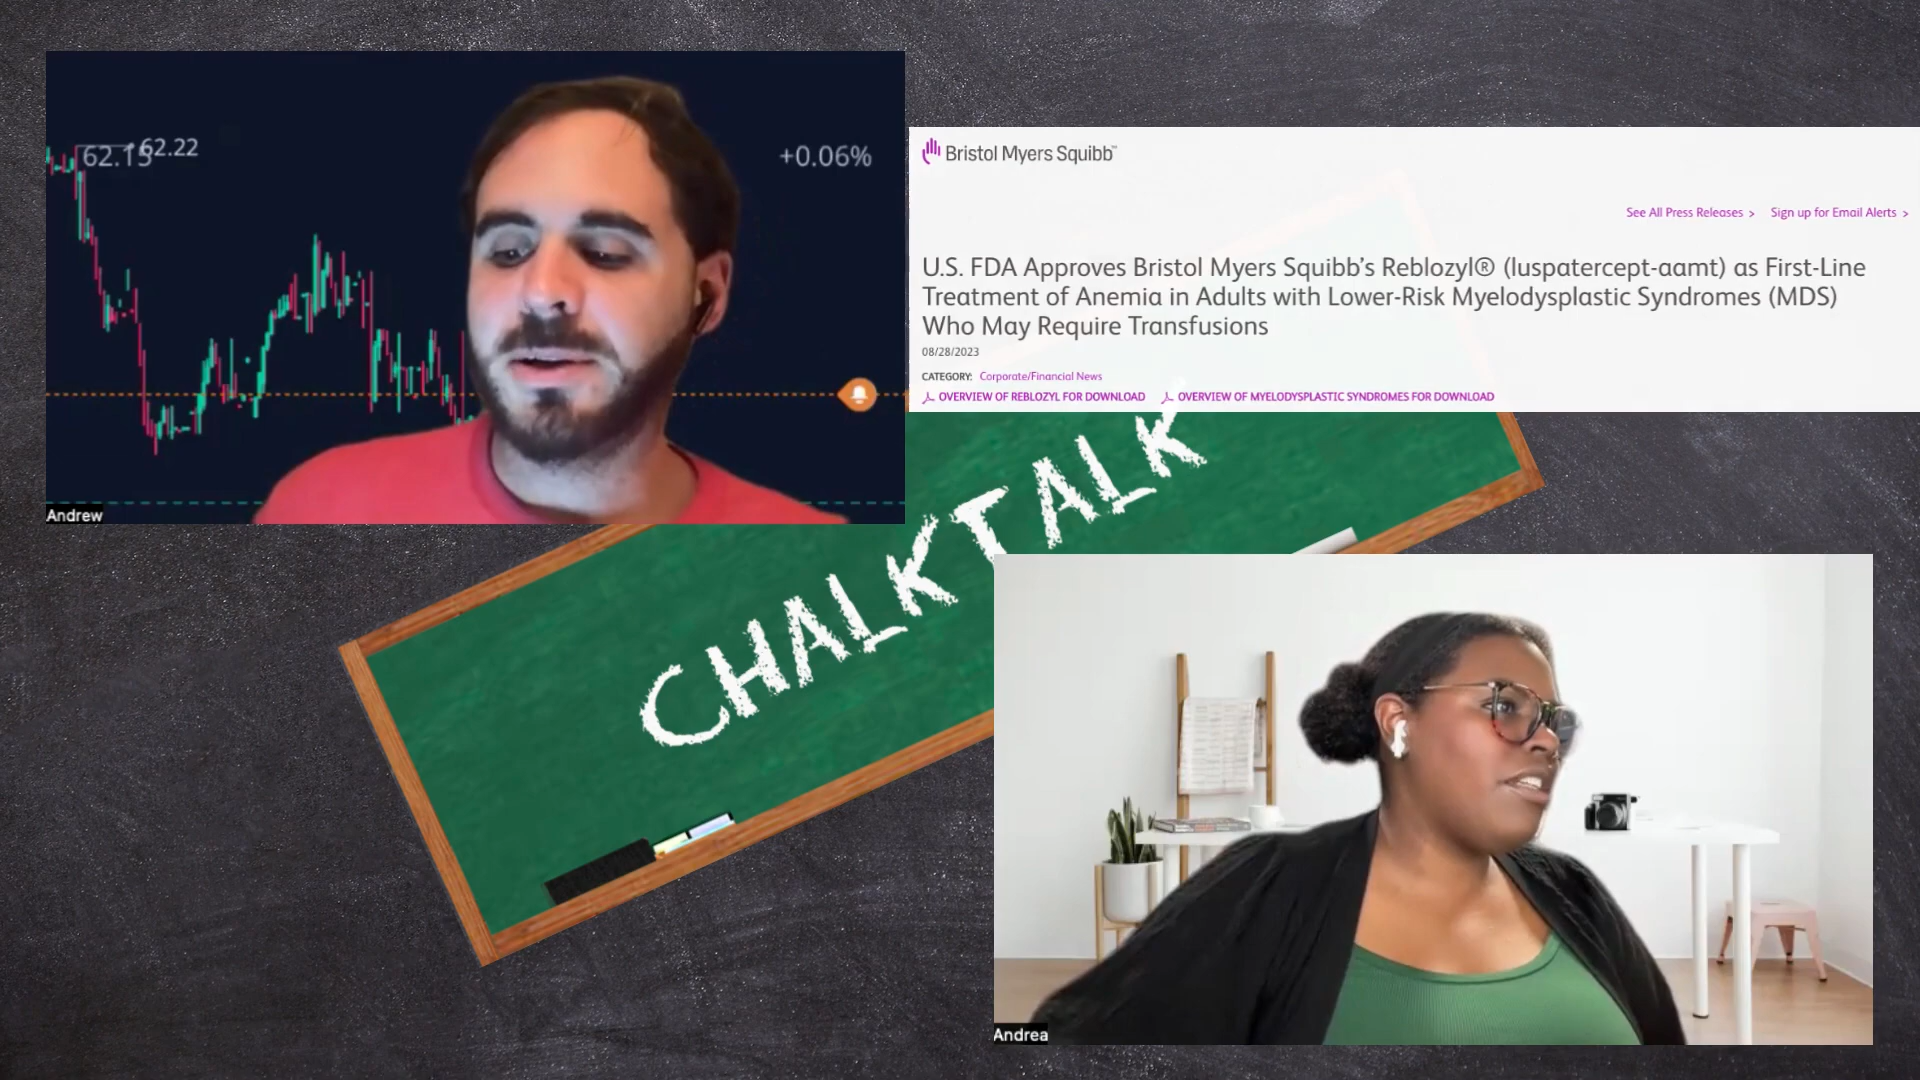 62.15
62.22
+0.06%
Andrew
Bristol Myers Squibb™
See All Press Releases >
Sign up for Email Alerts >
U.S. FDA Approves Bristol Myers Squibb’s Reblozyl® (luspatercept-aamt) as First-Line
Treatment of Anemia in Adults with Lower-Risk Myelodysplastic Syndromes (MDS)
Who May Require Transfusions
08/28/2023
CATEGORY: Corporate/Financial News
OVERVIEW OF REBLOZYL FOR DOWNLOAD
OVERVIEW OF MYELODYSPLASTIC SYNDROMES FOR DOWNLOAD
CHALK TALK
Andrea